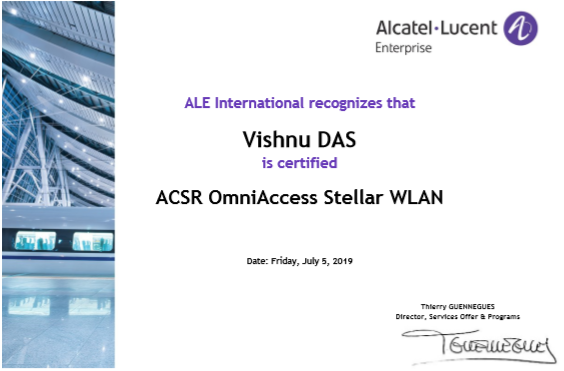 Alcatel·Lucent
Enterprise
ALE International recognizes that
Vishnu DAS
is certified
ACSR OmniAccess Stellar WLAN
Date: Friday, July 5, 2019
Thierry GUENNEGUES
Director, Services Offer & Programs